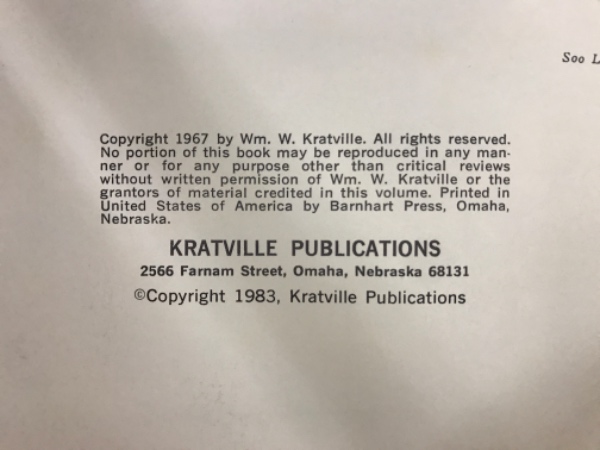 Soo L
Copyright 1967 by Wm. W. Kratville. All rights reserved.
No portion of this book may be reproduced in any man-
ner or for any purpose other than critical reviews
without written permission of Wm. W. Kratville or the
grantors of material credited in this volume. Printed in
United States of America by Barnhart Press, Omaha,
Nebraska.
KRATVILLE PUBLICATIONS
2566 Farnam Street, Omaha, Nebraska 68131
©Copyright 1983, Kratville Publications